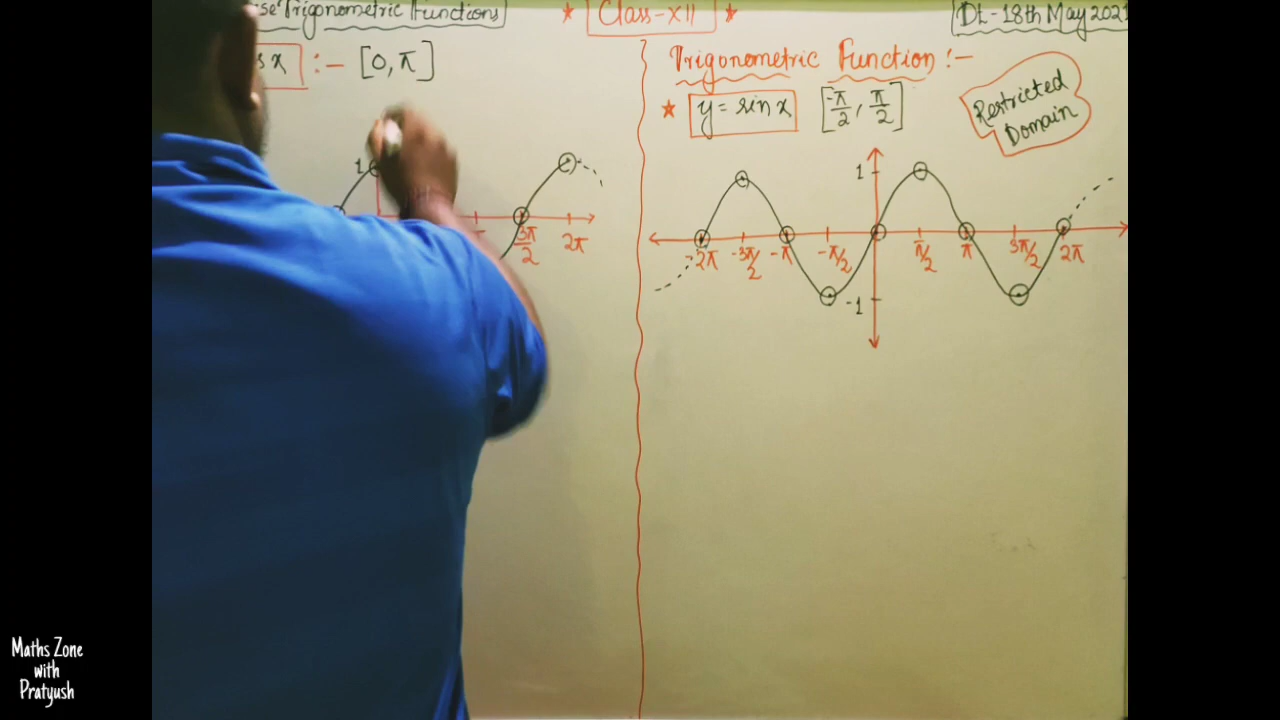 Trigonometric Functions
★ Class-XII ★
Dt - 18th May 2021
x :- [0, π]
1
3π/2 2π
Trigonometric Function :-
★ y = sin x [-π/2, π/2]
Restricted
Domain
1
-2π -3π/2 -π -π/2 π/2 π 3π/2 2π
-1
Maths Zone
with
Pratyush